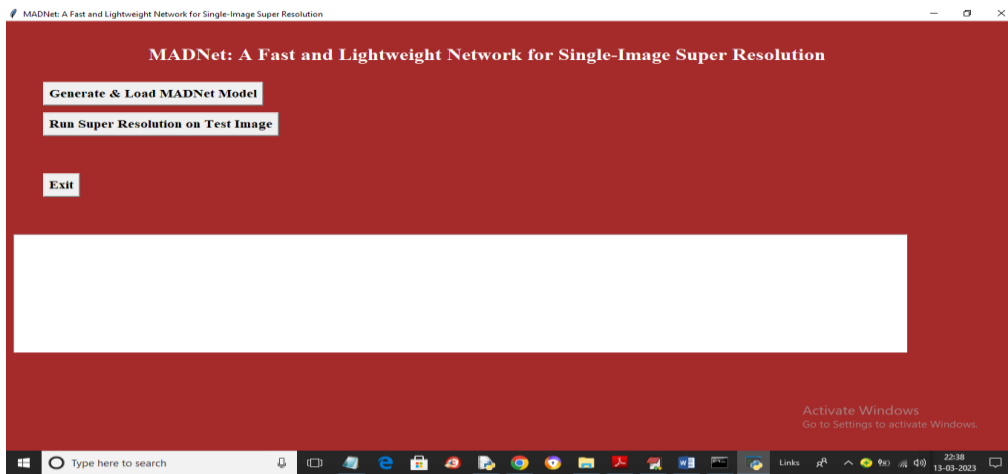 MADNet: A Fast and Lightweight Network for Single-Image Super Resolution
MADNet: A Fast and Lightweight Network for Single-Image Super Resolution
Generate & Load MADNet Model
Run Super Resolution on Test Image
Exit
Activate Windows
Go to Settings to activate Windows.
Type here to search
Links
22:38
13-03-2023